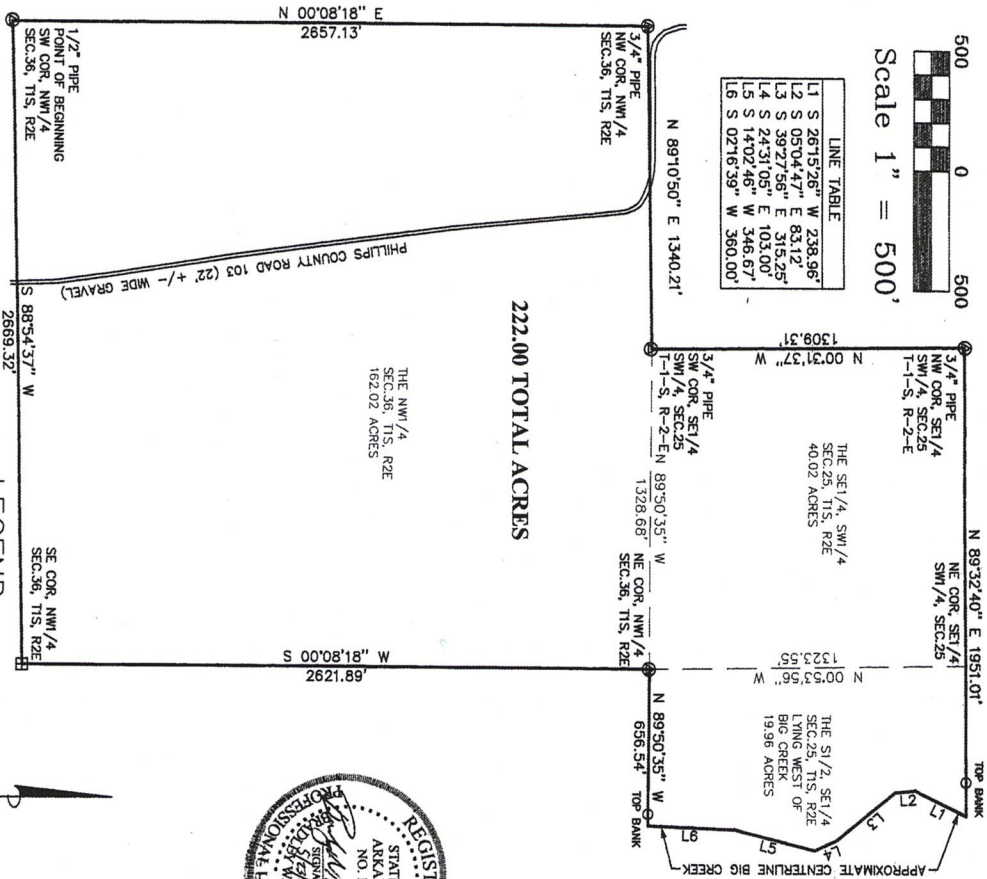 500 0 500
Scale 1" = 500'
LINE TABLE
L1 S 26°15'26" W 238.96'
L2 S 05°04'47" E 83.12'
L3 S 39°27'56" E 315.25'
L4 S 24°31'05" E 103.00'
L5 S 14°02'46" W 346.67'
L6 S 02°16'39" W 360.00'
N 00°08'18" E
2657.13'
3/4" PIPE
NW COR, NW1/4
SEC.36, T1S, R2E
N 89°10'50" E 1340.21'
1/2" PIPE
POINT OF BEGINNING
SW COR, NW1/4
SEC.36, T1S, R2E
PHILLIPS COUNTY ROAD 103 (22' +/- WIDE GRAVEL)
S 88°54'37" W
2669.32'
222.00 TOTAL ACRES
THE NW1/4
SEC.36, T1S, R2E
162.02 ACRES
N 00°31'37" W
1309.31'
3/4" PIPE
SW COR, SE1/4
SW1/4, SEC.25
T-1-S, R-2-E
3/4" PIPE
NW COR, SE1/4
SW1/4, SEC.25
T-1-S, R-2-E
N 89°50'35" W
1328.68'
THE SE1/4, SW1/4
SEC.25, T1S, R2E
40.02 ACRES
N 89°32'40" E 1951.01'
NE COR, SE1/4
SW1/4, SEC.25
NE COR, NW1/4
SEC.36, T1S, R2E
N 00°53'56" W
1323.55'
SE COR, NW1/4
SEC.36, T1S, R2E
S 00°08'18" W
2621.89'
N 89°50'35" W
656.54'
THE S1/2, SE1/4
SEC.25, T1S, R2E
LYING WEST OF
BIG CREEK
19.96 ACRES
TOP BANK
TOP BANK
L1
L2
L3
L4
L5
L6
APPROXIMATE CENTERLINE BIG CREEK
LEGEND
REGIST
STATE
ARKA
NO.
SIGNA
BRADLEY W
PROFESSIONAL